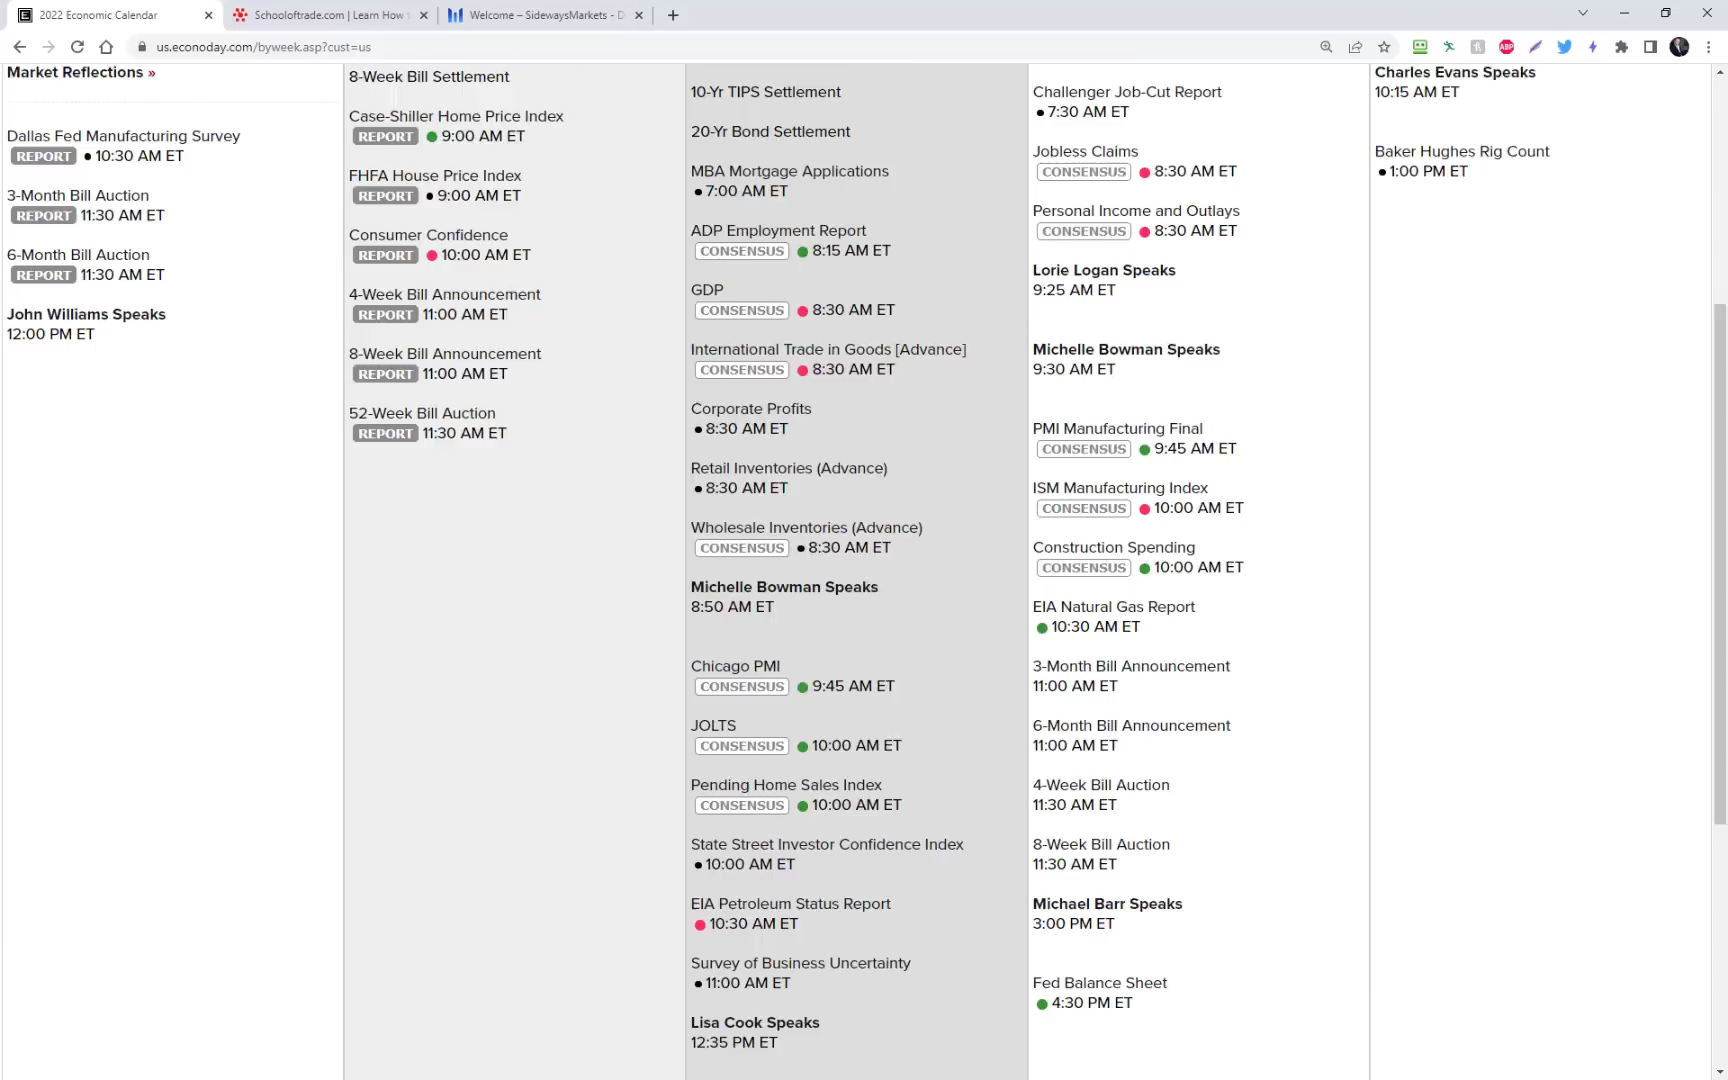 2022 Economic Calendar
Schooloftrade.com | Learn How
Welcome – SidewaysMarkets - D
us.econoday.com/byweek.asp?cust=us
ABP
Market Reflections »
Dallas Fed Manufacturing Survey
REPORT 10:30 AM ET
3-Month Bill Auction
REPORT 11:30 AM ET
6-Month Bill Auction
REPORT 11:30 AM ET
John Williams Speaks
12:00 PM ET
8-Week Bill Settlement
Case-Shiller Home Price Index
REPORT 9:00 AM ET
FHFA House Price Index
REPORT 9:00 AM ET
Consumer Confidence
REPORT 10:00 AM ET
4-Week Bill Announcement
REPORT 11:00 AM ET
8-Week Bill Announcement
REPORT 11:00 AM ET
52-Week Bill Auction
REPORT 11:30 AM ET
10-Yr TIPS Settlement
20-Yr Bond Settlement
MBA Mortgage Applications
7:00 AM ET
ADP Employment Report
CONSENSUS 8:15 AM ET
GDP
CONSENSUS 8:30 AM ET
International Trade in Goods [Advance]
CONSENSUS 8:30 AM ET
Corporate Profits
8:30 AM ET
Retail Inventories (Advance)
8:30 AM ET
Wholesale Inventories (Advance)
CONSENSUS 8:30 AM ET
Michelle Bowman Speaks
8:50 AM ET
Chicago PMI
CONSENSUS 9:45 AM ET
JOLTS
CONSENSUS 10:00 AM ET
Pending Home Sales Index
CONSENSUS 10:00 AM ET
State Street Investor Confidence Index
10:00 AM ET
EIA Petroleum Status Report
10:30 AM ET
Survey of Business Uncertainty
11:00 AM ET
Lisa Cook Speaks
12:35 PM ET
Challenger Job-Cut Report
7:30 AM ET
Jobless Claims
CONSENSUS 8:30 AM ET
Personal Income and Outlays
CONSENSUS 8:30 AM ET
Lorie Logan Speaks
9:25 AM ET
Michelle Bowman Speaks
9:30 AM ET
PMI Manufacturing Final
CONSENSUS 9:45 AM ET
ISM Manufacturing Index
CONSENSUS 10:00 AM ET
Construction Spending
CONSENSUS 10:00 AM ET
EIA Natural Gas Report
10:30 AM ET
3-Month Bill Announcement
11:00 AM ET
6-Month Bill Announcement
11:00 AM ET
4-Week Bill Auction
11:30 AM ET
8-Week Bill Auction
11:30 AM ET
Michael Barr Speaks
3:00 PM ET
Fed Balance Sheet
4:30 PM ET
Charles Evans Speaks
10:15 AM ET
Baker Hughes Rig Count
1:00 PM ET